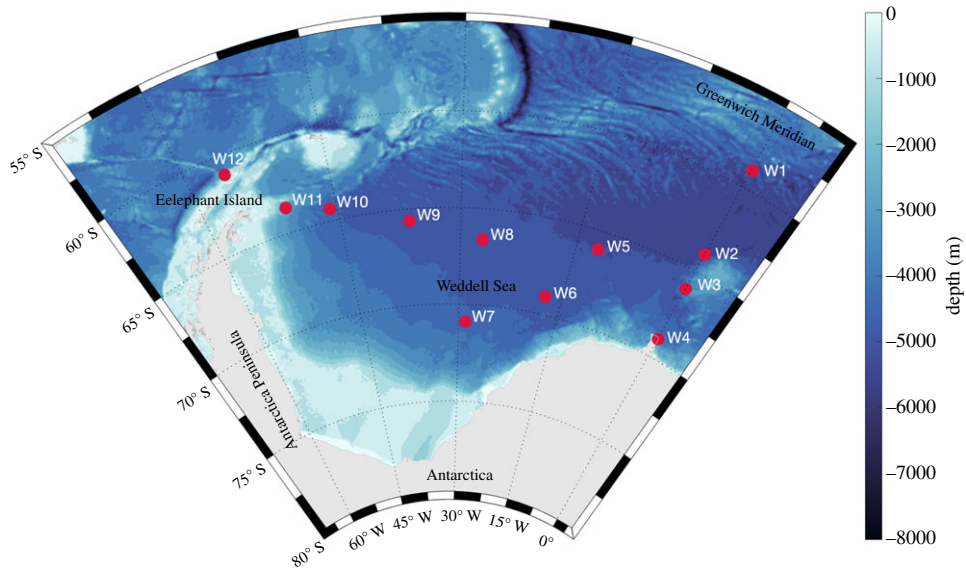 0
–1000
–2000
–3000
–4000
–5000
–6000
–7000
–8000
depth (m)
Greenwich Meridian
55° S
60° S
65° S
70° S
75° S
80° S
60° W
45° W
30° W
15° W
0°
W12
W1
Eelephant Island
W11
W10
W9
W8
W5
W2
W3
Weddell Sea
W6
W7
W4
Antarctica Peninsula
Antarctica